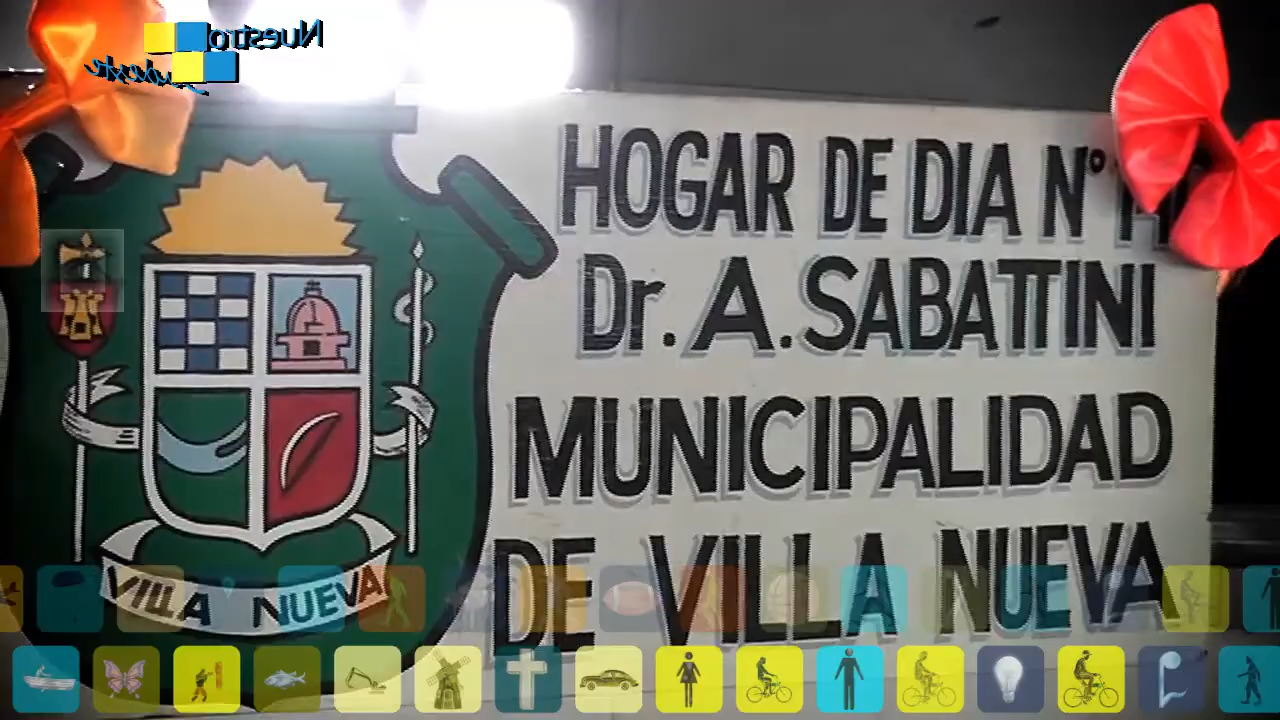 Nuestro
HOGAR DE DIA N°
Dr. A. SABATTINI
MUNICIPALIDAD
DE VILLA NUEVA
VILLA NUEVA